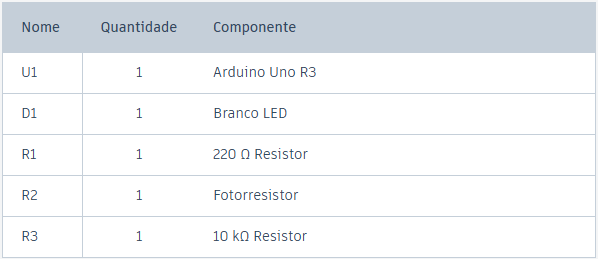 Nome Quantidade Componente
U1 1 Arduino Uno R3
D1 1 Branco LED
R1 1 220 Ω Resistor
R2 1 Fotorresistor
R3 1 10 kΩ Resistor